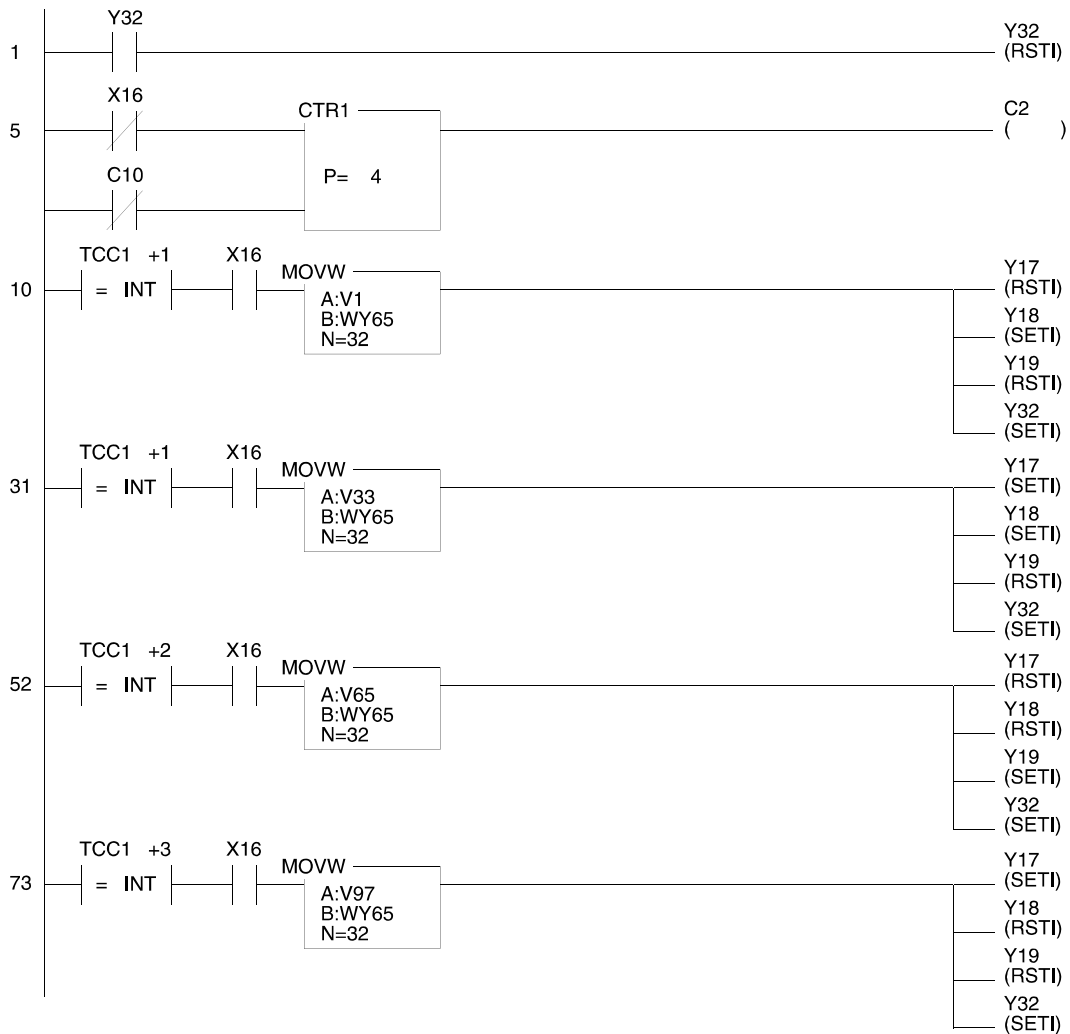 Y32
Y32
1
(RSTI)
X16
CTR1
C2
5
( )
C10
P= 4
TCC1 +1 X16
MOVW
Y17
10
= INT
(RSTI)
A:V1
B:WY65
N=32
Y18
(SETI)
Y19
(RSTI)
Y32
(SETI)
TCC1 +1 X16
MOVW
Y17
31
= INT
(SETI)
A:V33
B:WY65
N=32
Y18
(SETI)
Y19
(RSTI)
Y32
(SETI)
TCC1 +2 X16
MOVW
Y17
52
= INT
(RSTI)
A:V65
B:WY65
N=32
Y18
(RSTI)
Y19
(SETI)
Y32
(SETI)
TCC1 +3 X16
MOVW
Y17
73
= INT
(SETI)
A:V97
B:WY65
N=32
Y18
(RSTI)
Y19
(RSTI)
Y32
(SETI)